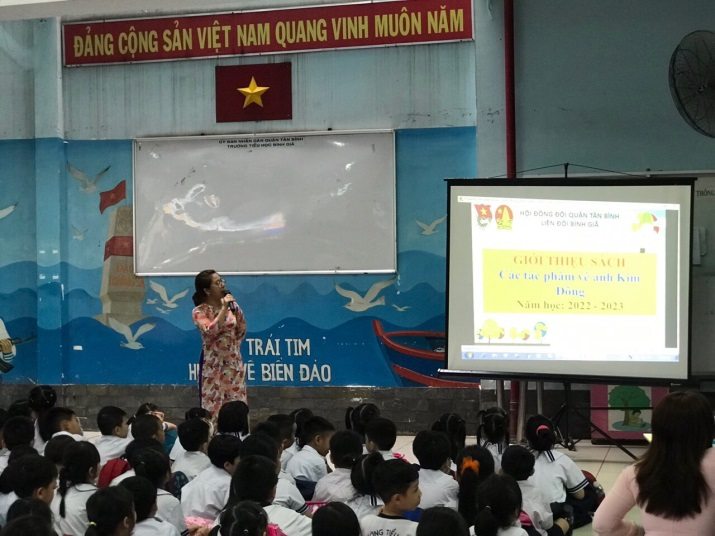 ĐẢNG CỘNG SẢN VIỆT NAM QUANG VINH MUÔN NĂM
ỦY BAN NHÂN DÂN QUẬN TÂN BÌNH
TRƯỜNG TIỂU HỌC BÌNH GIÃ
HỘI ĐỒNG ĐỘI QUẬN TÂN BÌNH
LIÊN ĐỘI BÌNH GIÃ
GIỚI THIỆU SÁCH
Các tác phẩm về anh Kim
Đồng
Năm học: 2022 - 2023
TRÁI TIM
VỀ BIỂN ĐẢO